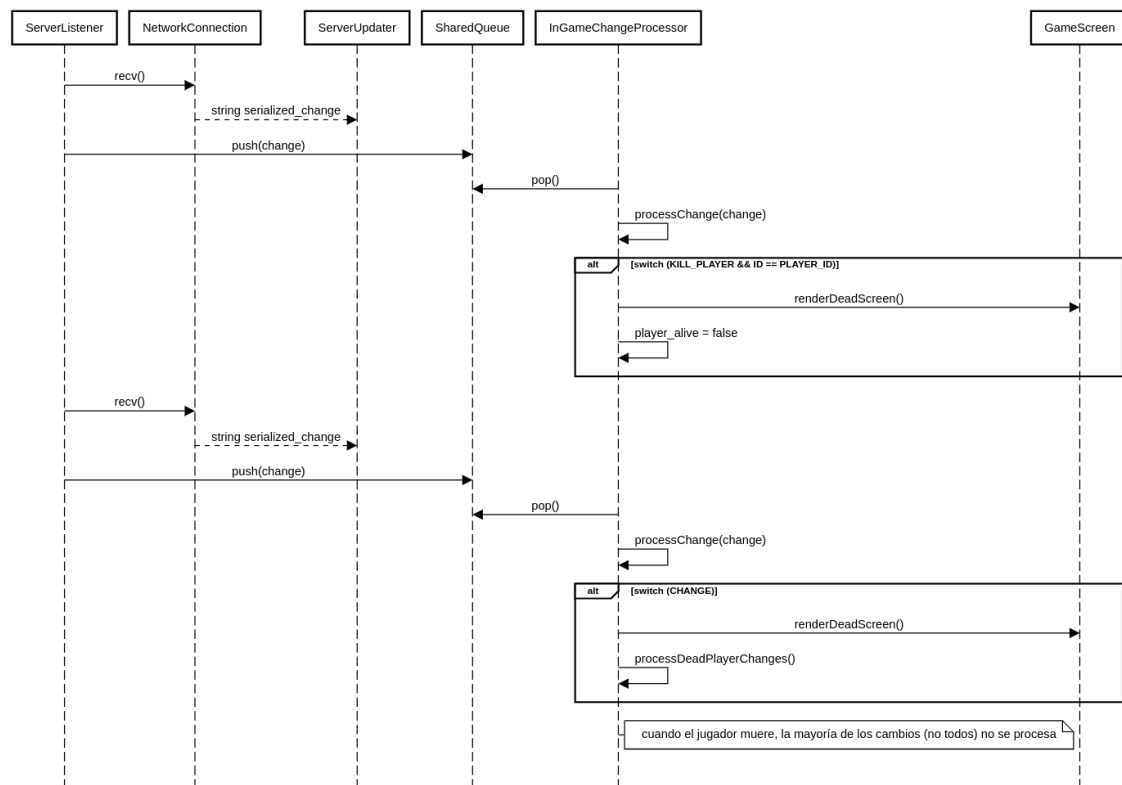 ServerListener NetworkConnection ServerUpdater SharedQueue InGameChangeProcessor GameScreen
recv()
string serialized_change
push(change)
pop()
processChange(change)
alt [switch (KILL_PLAYER && ID == PLAYER_ID)]
renderDeadScreen()
player_alive = false
recv()
string serialized_change
push(change)
pop()
processChange(change)
alt [switch (CHANGE)]
renderDeadScreen()
processDeadPlayerChanges()
cuando el jugador muere, la mayoría de los cambios (no todos) no se procesa